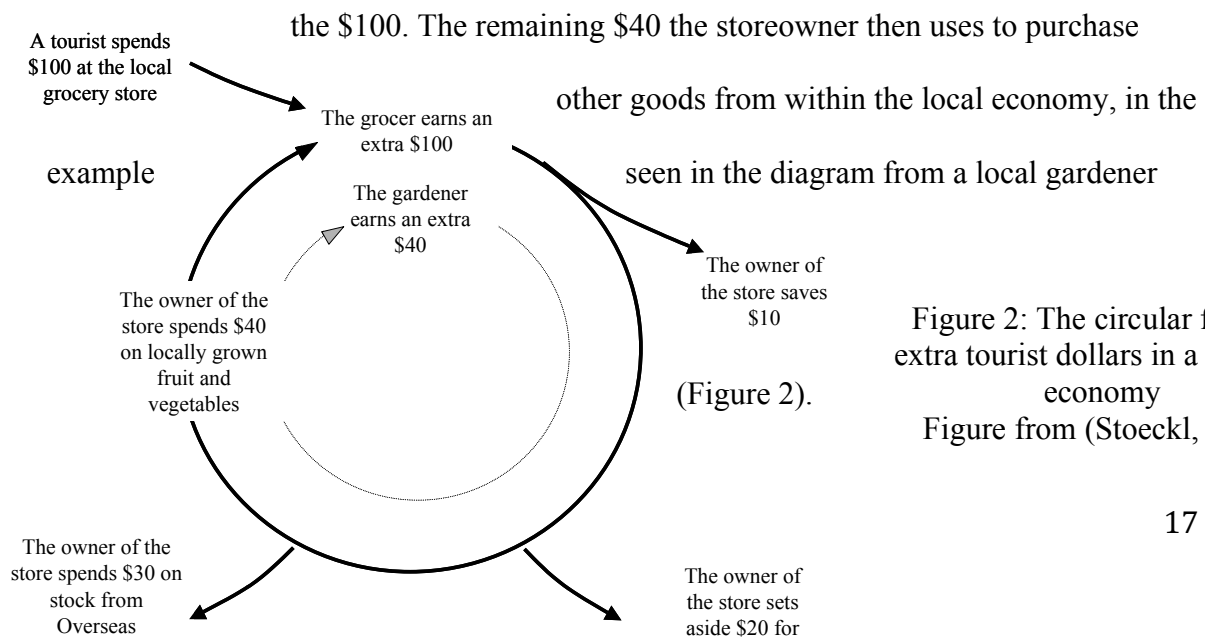 the $100. The remaining $40 the storeowner then uses to purchase
A tourist spends
$100 at the local
grocery store
other goods from within the local economy, in the
The grocer earns an
extra $100
example
seen in the diagram from a local gardener
The gardener
earns an extra
$40
The owner of
the store saves
$10
The owner of the
store spends $40
on locally grown
fruit and
vegetables
Figure 2: The circular
extra tourist dollars in a
economy
Figure from (Stoeckl,
(Figure 2).
17
The owner of the
store spends $30 on
stock from
Overseas
The owner of
the store sets
aside $20 for